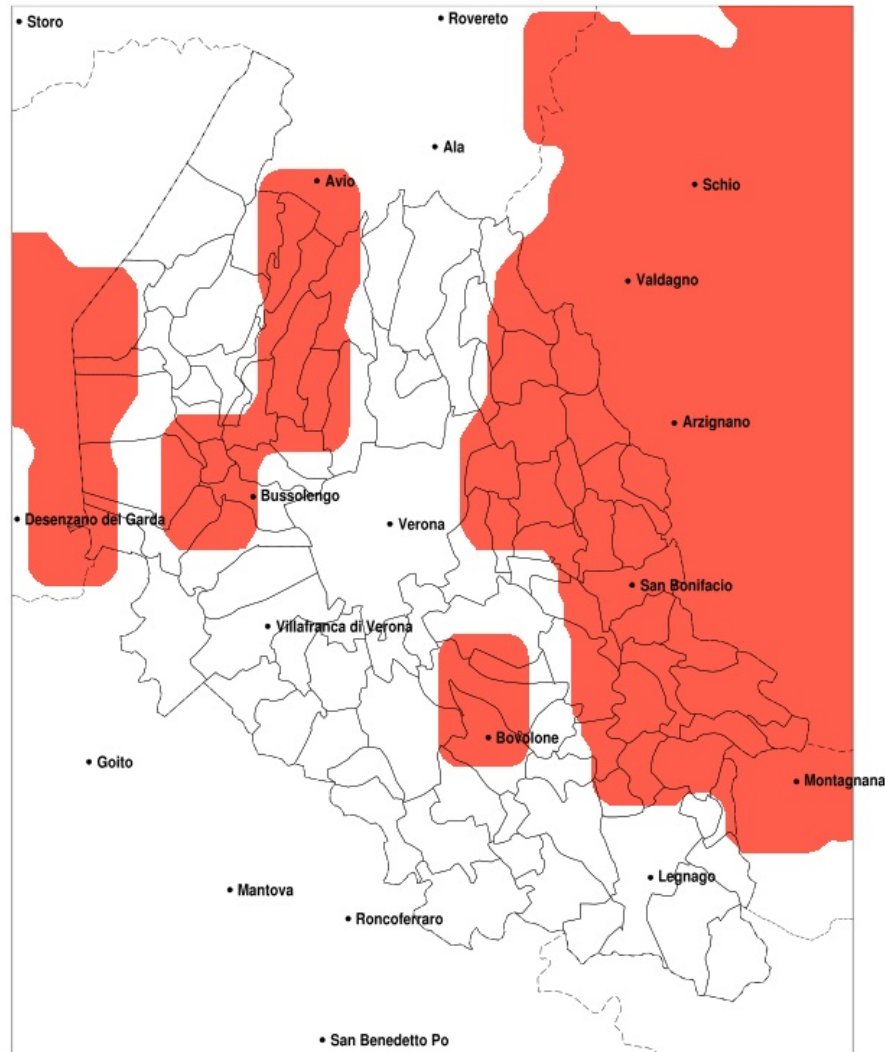 Storo
Rovereto
Ala
Avio
Schio
Valdagno
Arzignano
Bussolengo
Desenzano del Garda
Verona
San Bonifacio
Villafranca di Verona
Bovolone
Goito
Montagnana
Legnago
Mantova
Roncoferraro
San Benedetto Po